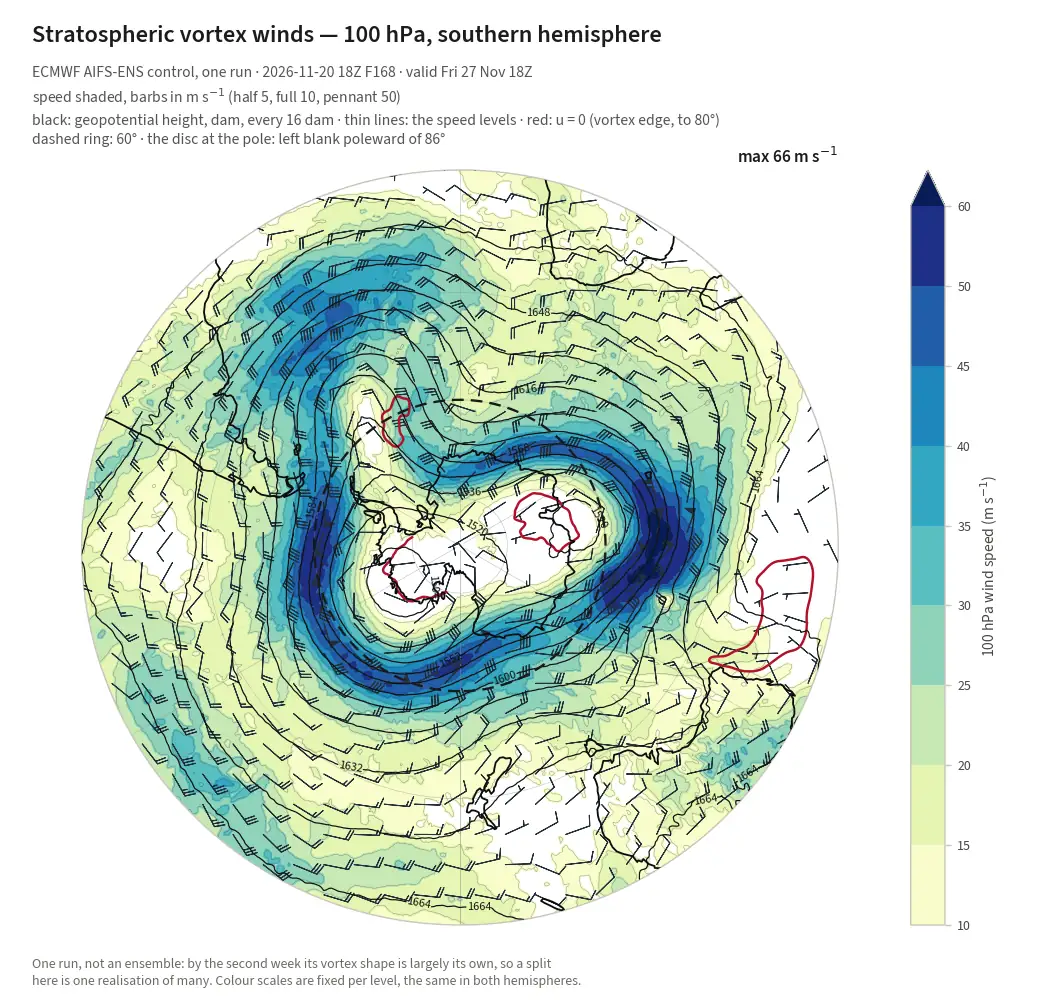 Stratospheric vortex winds — 100 hPa, southern hemisphere
ECMWF AIFS-ENS control, one run · 2026-11-20 18Z F168 · valid Fri 27 Nov 18Z
speed shaded, barbs in m s⁻¹ (half 5, full 10, pennant 50)
black: geopotential height, dam, every 16 dam · thin lines: the speed levels · red: u = 0 (vortex edge, to 80°)
dashed ring: 60° · the disc at the pole: left blank poleward of 86°
max 66 m s⁻¹
60
50
45
40
35
30
25
20
15
10
100 hPa wind speed (m s⁻¹)
1648
1616
1568
1536
1520
1664
1600
1632
1664
1664
1664
1664
One run, not an ensemble: by the second week its vortex shape is largely its own, so a split
here is one realisation of many. Colour scales are fixed per level, the same in both hemispheres.